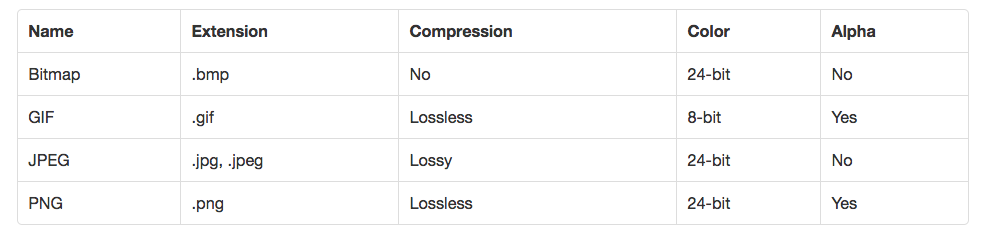 Name Extension Compression Color Alpha
Bitmap .bmp No 24-bit No
GIF .gif Lossless 8-bit Yes
JPEG .jpg, .jpeg Lossy 24-bit No
PNG .png Lossless 24-bit Yes